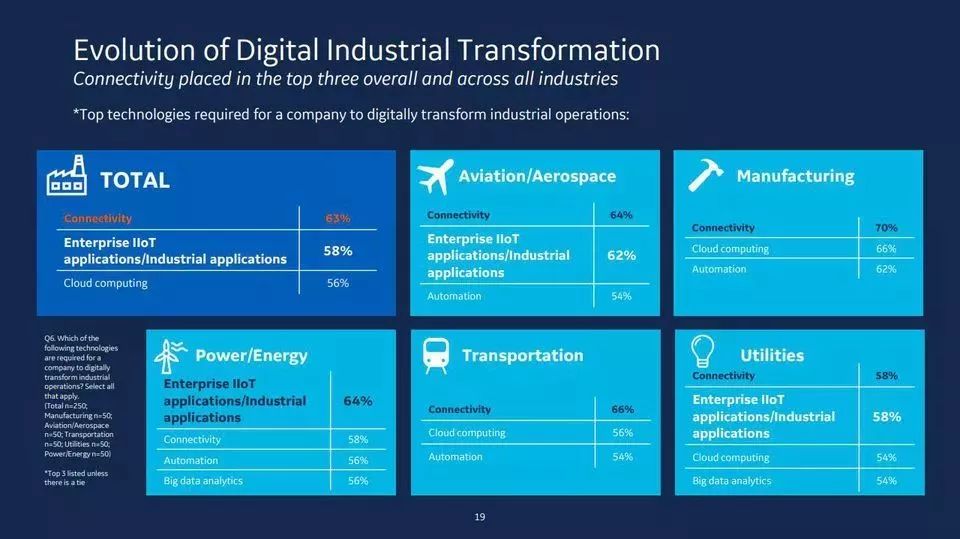 Evolution of Digital Industrial Transformation
Connectivity placed in the top three overall and across all industries
*Top technologies required for a company to digitally transform industrial operations:
TOTAL
Connectivity 63%
Enterprise IIoT
applications/Industrial applications 58%
Cloud computing 56%
Aviation/Aerospace
Connectivity 64%
Enterprise IIoT
applications/Industrial 62%
applications
Automation 54%
Manufacturing
Connectivity 70%
Cloud computing 66%
Automation 62%
Q6. Which of the
following technologies
are required for a
company to digitally
transform industrial
operations? Select all
that apply.
(Total n=250;
Manufacturing n=50;
Aviation/Aerospace
n=50; Transportation
n=50; Utilities n=50;
Power/Energy n=50)
*Top 3 listed unless
there is a tie
Power/Energy
Enterprise IIoT
applications/Industrial 64%
applications
Connectivity 58%
Automation 56%
Big data analytics 56%
Transportation
Connectivity 66%
Cloud computing 56%
Automation 54%
Utilities
Connectivity 58%
Enterprise IIoT
applications/Industrial 58%
applications
Cloud computing 54%
Big data analytics 54%
19